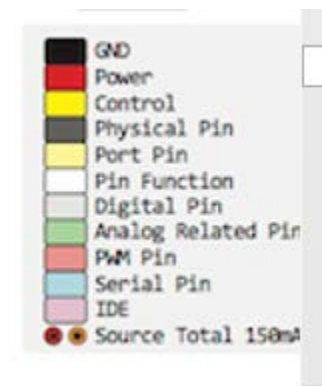 GND
Power
Control
Physical Pin
Port Pin
Pin Function
Digital Pin
Analog Related Pin
PWM Pin
Serial Pin
IDE
Source Total 150mA